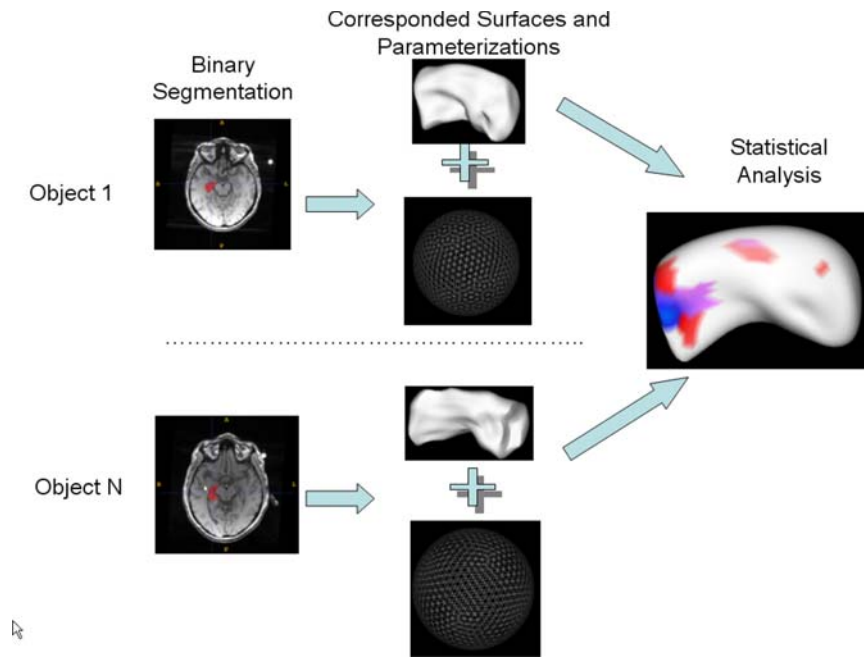 Corresponded Surfaces and
Parameterizations
Binary
Segmentation
Statistical
Analysis
Object 1
Object N